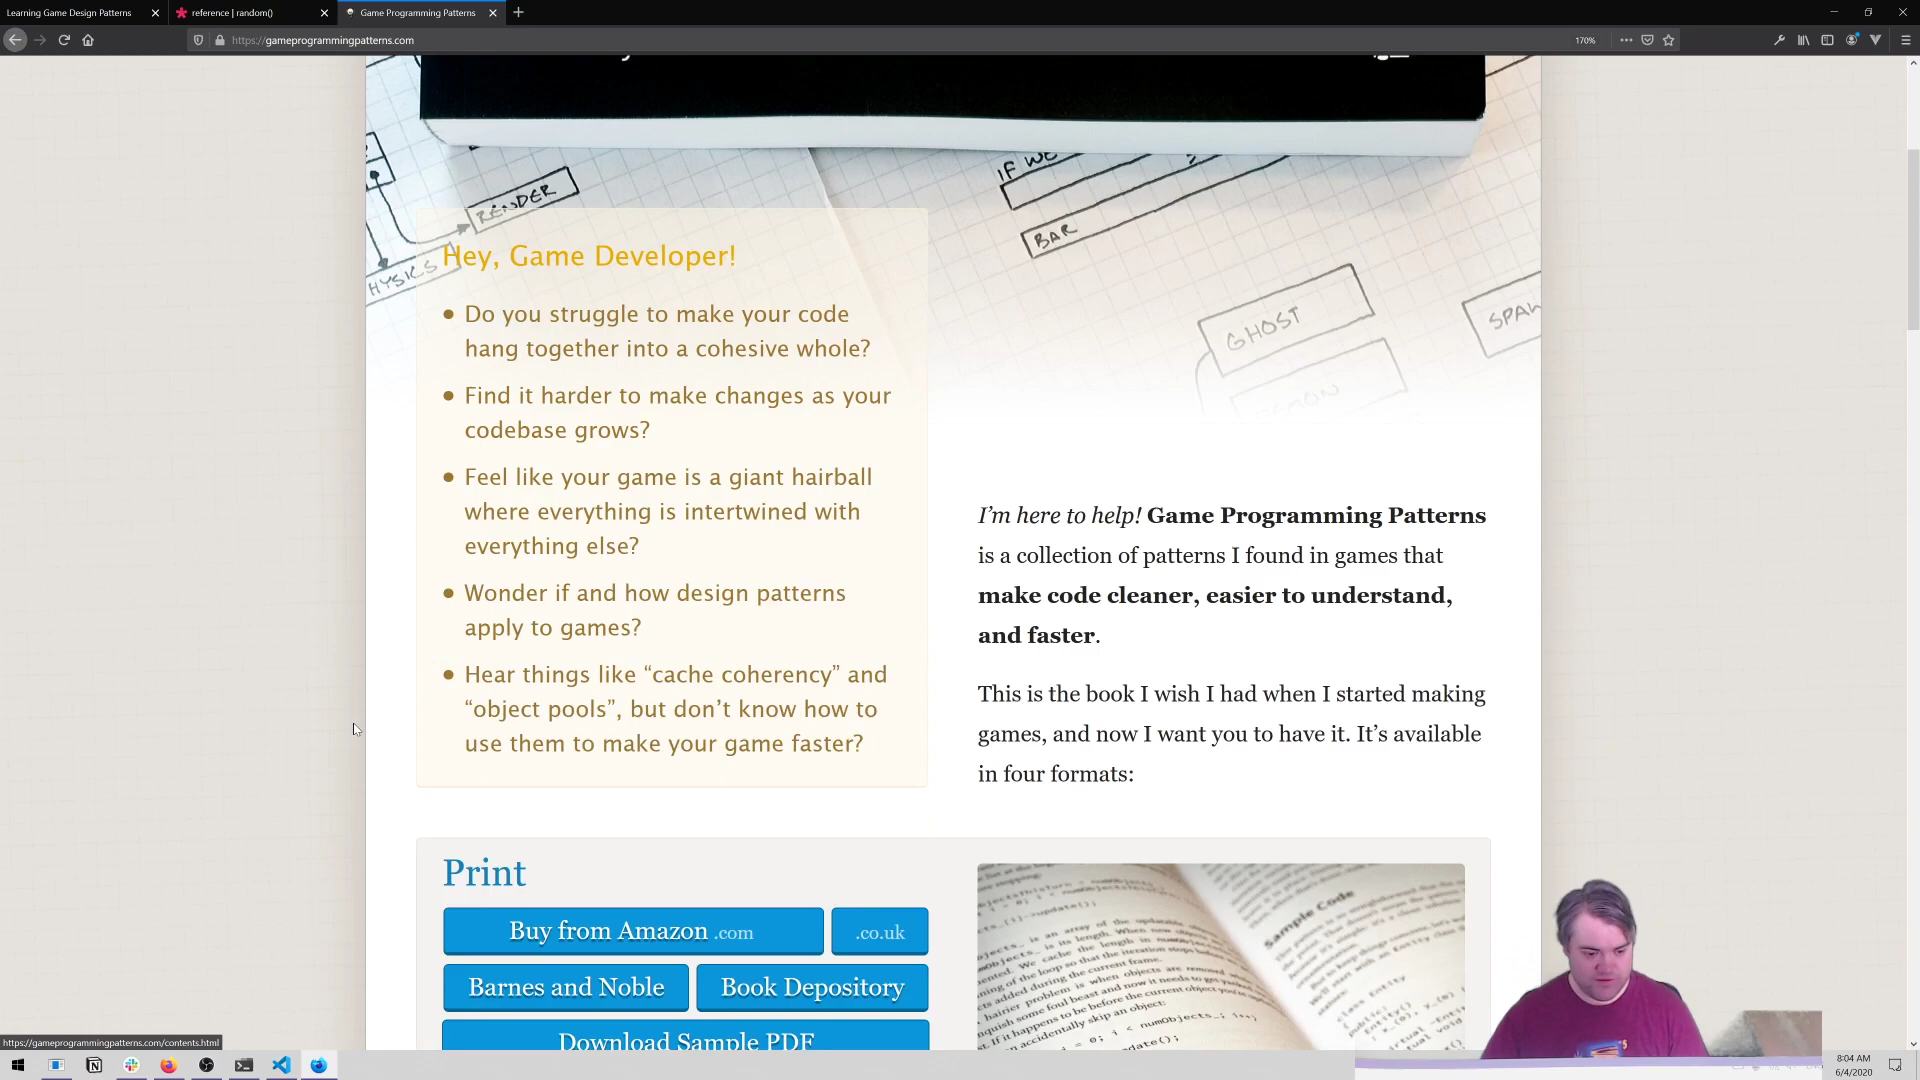 Learning Game Design Patterns
reference | random()
Game Programming Patterns
https://gameprogrammingpatterns.com
170%
RENDER
IF WE
BAR
GHOST
Hey, Game Developer!
• Do you struggle to make your code
hang together into a cohesive whole?
• Find it harder to make changes as your
codebase grows?
• Feel like your game is a giant hairball
where everything is intertwined with
everything else?
• Wonder if and how design patterns
apply to games?
• Hear things like “cache coherency” and
“object pools”, but don’t know how to
use them to make your game faster?
I’m here to help! Game Programming Patterns
is a collection of patterns I found in games that
make code cleaner, easier to understand,
and faster.
This is the book I wish I had when I started making
games, and now I want you to have it. It’s available
in four formats:
Print
Buy from Amazon .com
.co.uk
Barnes and Noble
Book Depository
Download Sample PDF
Sample Code
https://gameprogrammingpatterns.com/contents.html
8:04 AM
6/4/2020